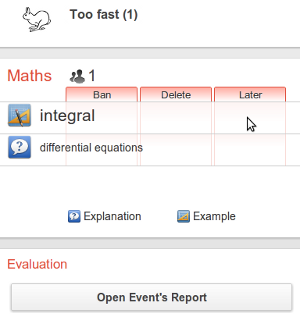 Too fast (1)
Maths 1
Ban Delete Later
integral
differential equations
Explanation Example
Evaluation
Open Event's Report